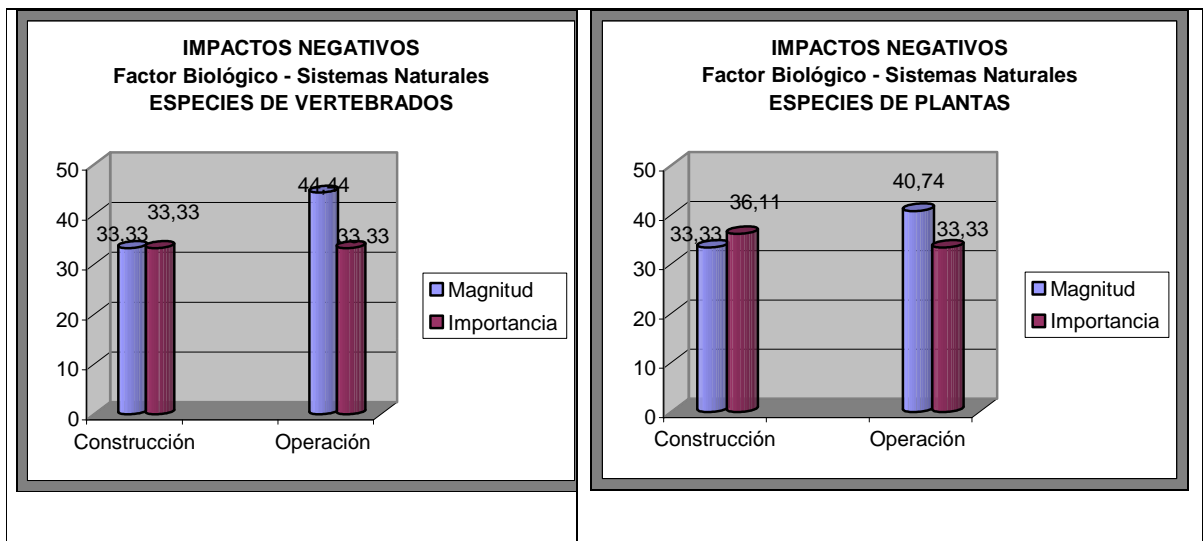 IMPACTOS NEGATIVOS
Factor Biológico - Sistemas Naturales
ESPECIES DE VERTEBRADOS
50
40
30
20
10
0
33,33
33,33
44,44
33,33
Construcción
Operación
Magnitud
Importancia
IMPACTOS NEGATIVOS
Factor Biológico - Sistemas Naturales
ESPECIES DE PLANTAS
50
40
30
20
10
0
33,33
36,11
40,74
33,33
Construcción
Operación
Magnitud
Importancia